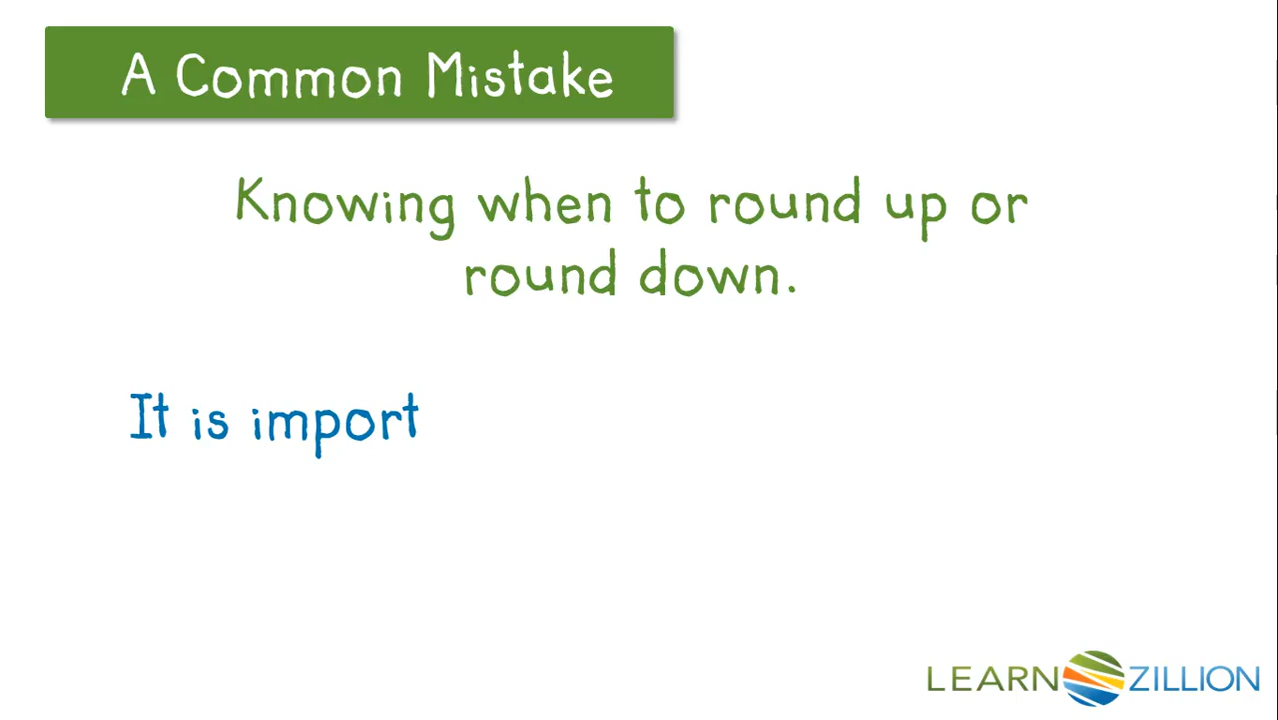 A Common Mistake
Knowing when to round up or
round down.
It is import
LEARNZILLION